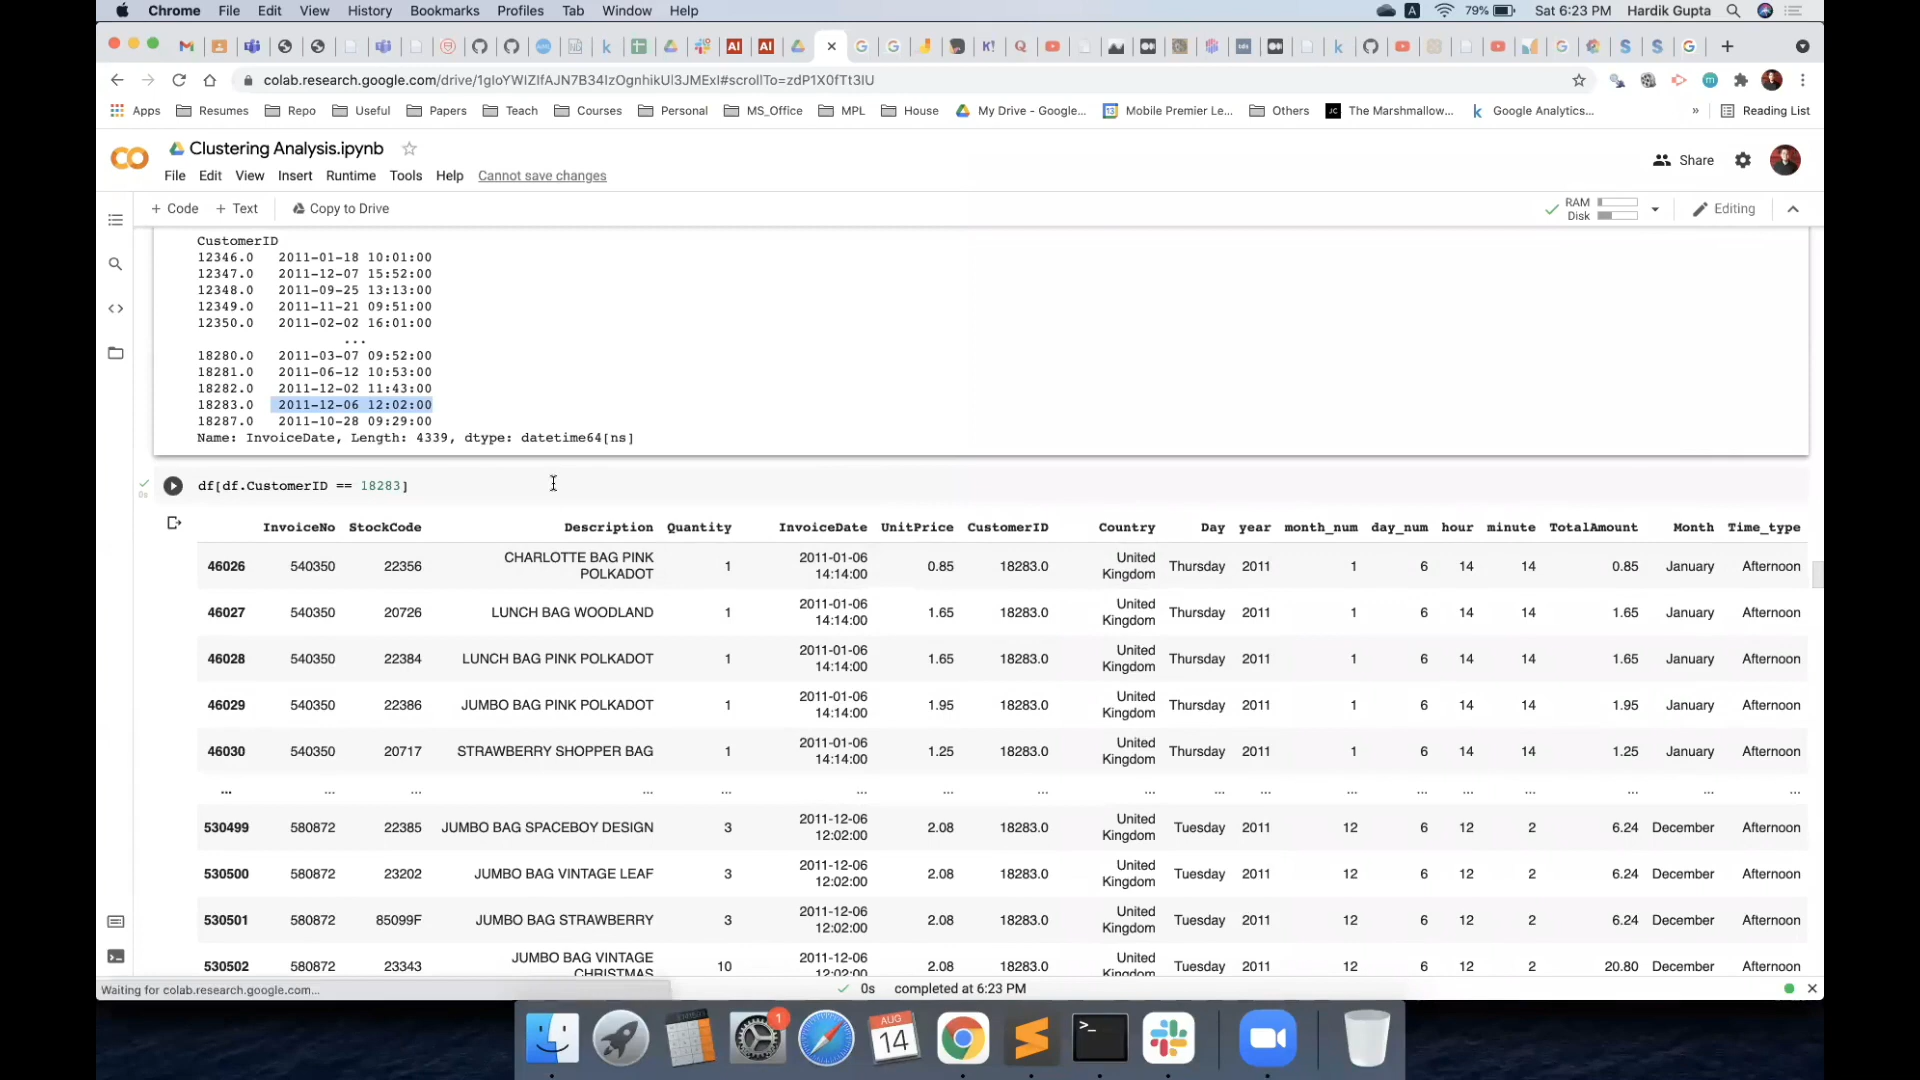 Chrome File Edit View History Bookmarks Profiles Tab Window Help 79% Sat 6:23 PM Hardik Gupta
colab.research.google.com/drive/1gIoYWIZIfAJN7B34IzOgnhikUl3JMExI#scrollTo=zdP1X0fTt3IU
Apps Resumes Repo Useful Papers Teach Courses Personal MS_Office MPL House My Drive - Google... Mobile Premier Le... Others The Marshmallow... Google Analytics... » Reading List
Clustering Analysis.ipynb
Share
File Edit View Insert Runtime Tools Help Cannot save changes
+ Code + Text Copy to Drive RAM Disk Editing
CustomerID
12346.0 2011-01-18 10:01:00
12347.0 2011-12-07 15:52:00
12348.0 2011-09-25 13:13:00
12349.0 2011-11-21 09:51:00
12350.0 2011-02-02 16:01:00
...
18280.0 2011-03-07 09:52:00
18281.0 2011-06-12 10:53:00
18282.0 2011-12-02 11:43:00
18283.0 2011-12-06 12:02:00
18287.0 2011-10-28 09:29:00
Name: InvoiceDate, Length: 4339, dtype: datetime64[ns]
0s
df[df.CustomerID == 18283]
InvoiceNo StockCode Description Quantity InvoiceDate UnitPrice CustomerID Country Day year month_num day_num hour minute TotalAmount Month Time_type
46026 540350 22356 CHARLOTTE BAG PINK POLKADOT 1 2011-01-06 14:14:00 0.85 18283.0 United Kingdom Thursday 2011 1 6 14 14 0.85 January Afternoon
46027 540350 20726 LUNCH BAG WOODLAND 1 2011-01-06 14:14:00 1.65 18283.0 United Kingdom Thursday 2011 1 6 14 14 1.65 January Afternoon
46028 540350 22384 LUNCH BAG PINK POLKADOT 1 2011-01-06 14:14:00 1.65 18283.0 United Kingdom Thursday 2011 1 6 14 14 1.65 January Afternoon
46029 540350 22386 JUMBO BAG PINK POLKADOT 1 2011-01-06 14:14:00 1.95 18283.0 United Kingdom Thursday 2011 1 6 14 14 1.95 January Afternoon
46030 540350 20717 STRAWBERRY SHOPPER BAG 1 2011-01-06 14:14:00 1.25 18283.0 United Kingdom Thursday 2011 1 6 14 14 1.25 January Afternoon
... ... ... ... ... ... ... ... ... ... ... ... ... ... ... ... ... ...
530499 580872 22385 JUMBO BAG SPACEBOY DESIGN 3 2011-12-06 12:02:00 2.08 18283.0 United Kingdom Tuesday 2011 12 6 12 2 6.24 December Afternoon
530500 580872 23202 JUMBO BAG VINTAGE LEAF 3 2011-12-06 12:02:00 2.08 18283.0 United Kingdom Tuesday 2011 12 6 12 2 6.24 December Afternoon
530501 580872 85099F JUMBO BAG STRAWBERRY 3 2011-12-06 12:02:00 2.08 18283.0 United Kingdom Tuesday 2011 12 6 12 2 6.24 December Afternoon
530502 580872 23343 JUMBO BAG VINTAGE CHRISTMAS 10 2011-12-06 12:02:00 2.08 18283.0 United Kingdom Tuesday 2011 12 6 12 2 20.80 December Afternoon
Waiting for colab.research.google.com... 0s completed at 6:23 PM
AUG
14
1